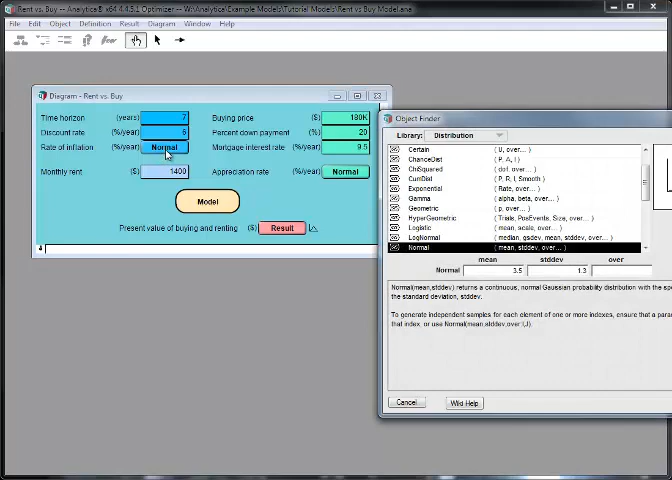 Rent vs. Buy -- Analytica® x64 4.4.3.1 Optimizer -- W:\Analytica\Example Models\Tutorial Models\Rent vs Buy Model.ana
File Edit Object Definition Result Diagram Window Help
Diagram - Rent vs. Buy
Time horizon (years) 7 Buying price ($) 180K
Discount rate (%/year) 6 Percent down payment (%) 20
Rate of inflation (%/year) Normal Mortgage interest rate (%/year) 9.5
Monthly rent ($) 1400 Appreciation rate (%/year) Normal
Model
Present value of buying and renting ($) Result
Object Finder
Library: Distribution
Certain ( U, over... )
ChanceDist ( P, A, I )
ChiSquared ( dof, over... )
CumDist ( P, R, I, Smooth )
Exponential ( Rate, over... )
Gamma ( alpha, beta, over... )
Geometric ( p, over... )
HyperGeometric ( Trials, PosEvents, Size, over... )
Logistic ( mean, scale, over... )
LogNormal ( median, gsdev, mean, stddev, over... )
Normal ( mean, stddev, over... )
mean stddev over
Normal 3.5 1.3
Normal(mean,stddev) returns a continuous, normal Gaussian probability distribution with the spe
the standard deviation, stddev.
To generate independent samples for each element of one or more indexes, ensure that a para
that index, or use Normal(mean,stddev,over:I,J).
Cancel Wiki Help